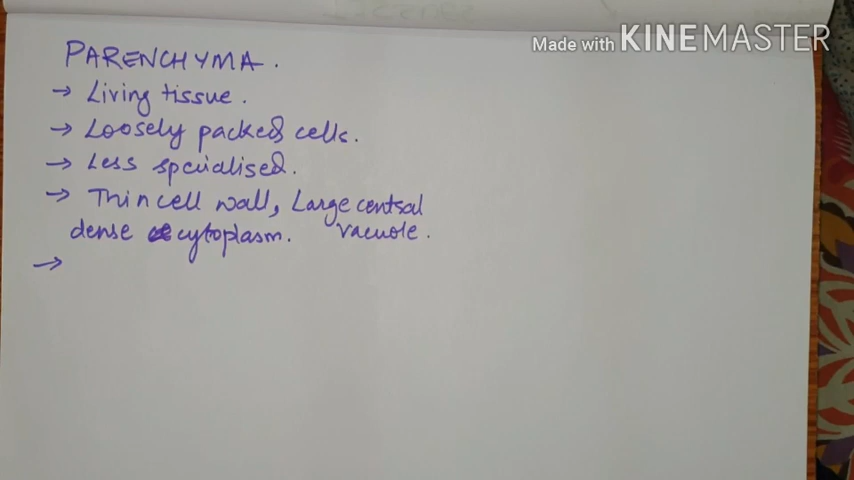 Made with KINEMASTER
PARENCHYMA.
→ Living tissue.
→ Loosely packed cells.
→ Less specialised.
→ Thin cell wall, Large central
dense cytoplasm. vacuole.
→